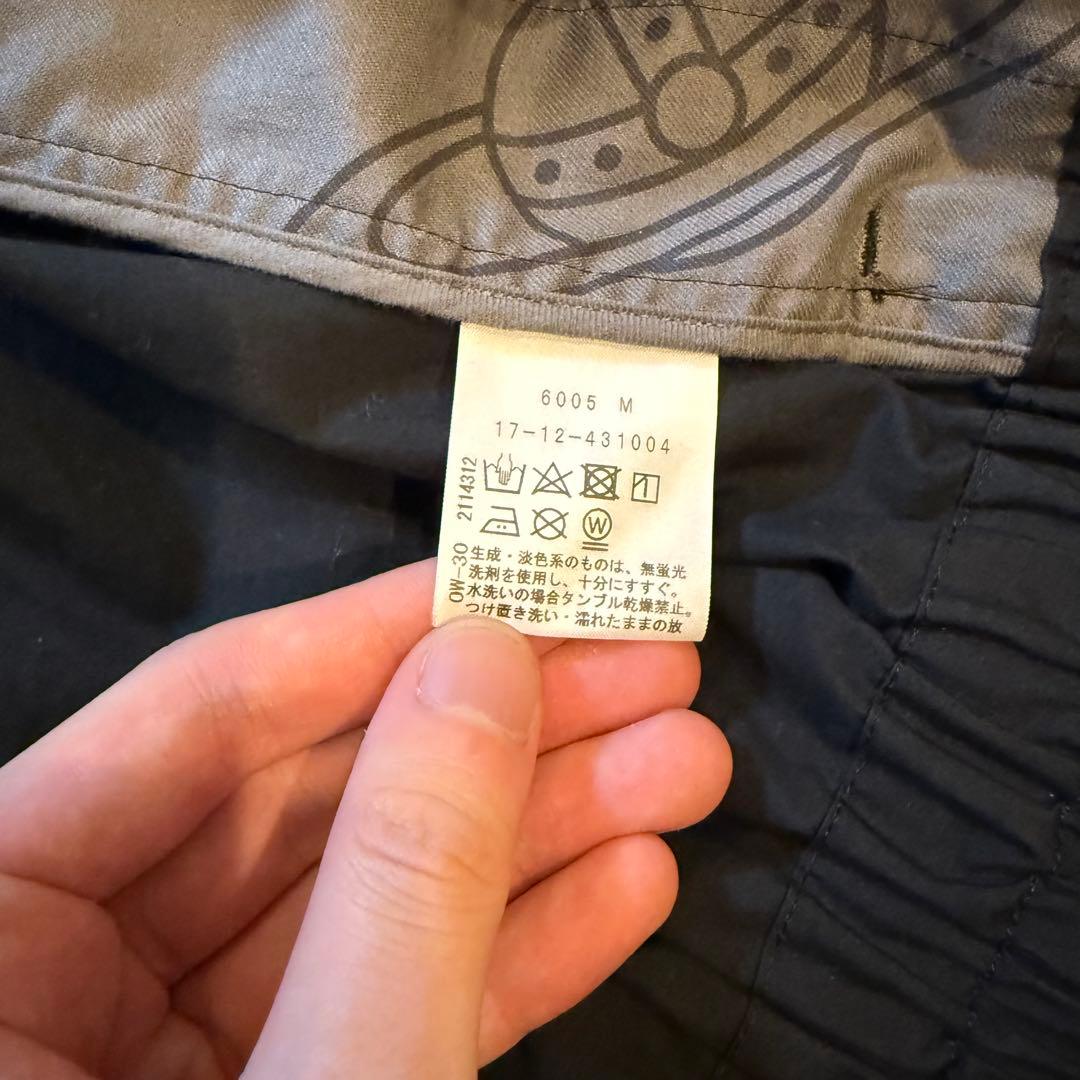 6005 M
17-12-431004
2114312
W
OW-30
生成・淡色系のものは、無蛍光
洗剤を使用し、十分にすすぐ。
水洗いの場合タンブル乾燥禁止。
つけ置き洗い・濡れたままの放